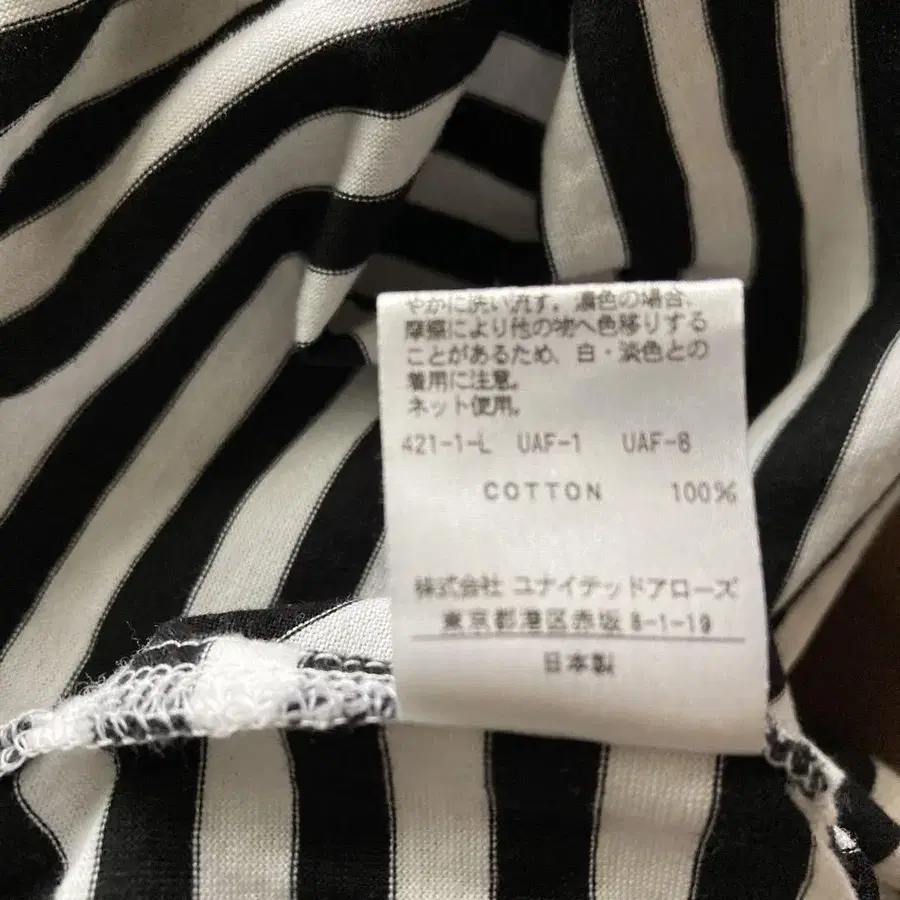 やかに洗い流す。濃色の場合、
摩擦により他の物へ色移りする
ことがあるため、白・淡色との
着用に注意。
ネット使用。
421-1-L UAF-1 UAF-6
COTTON 100%
株式会社 ユナイテッドアローズ
東京都港区赤坂 8-1-19
日本製